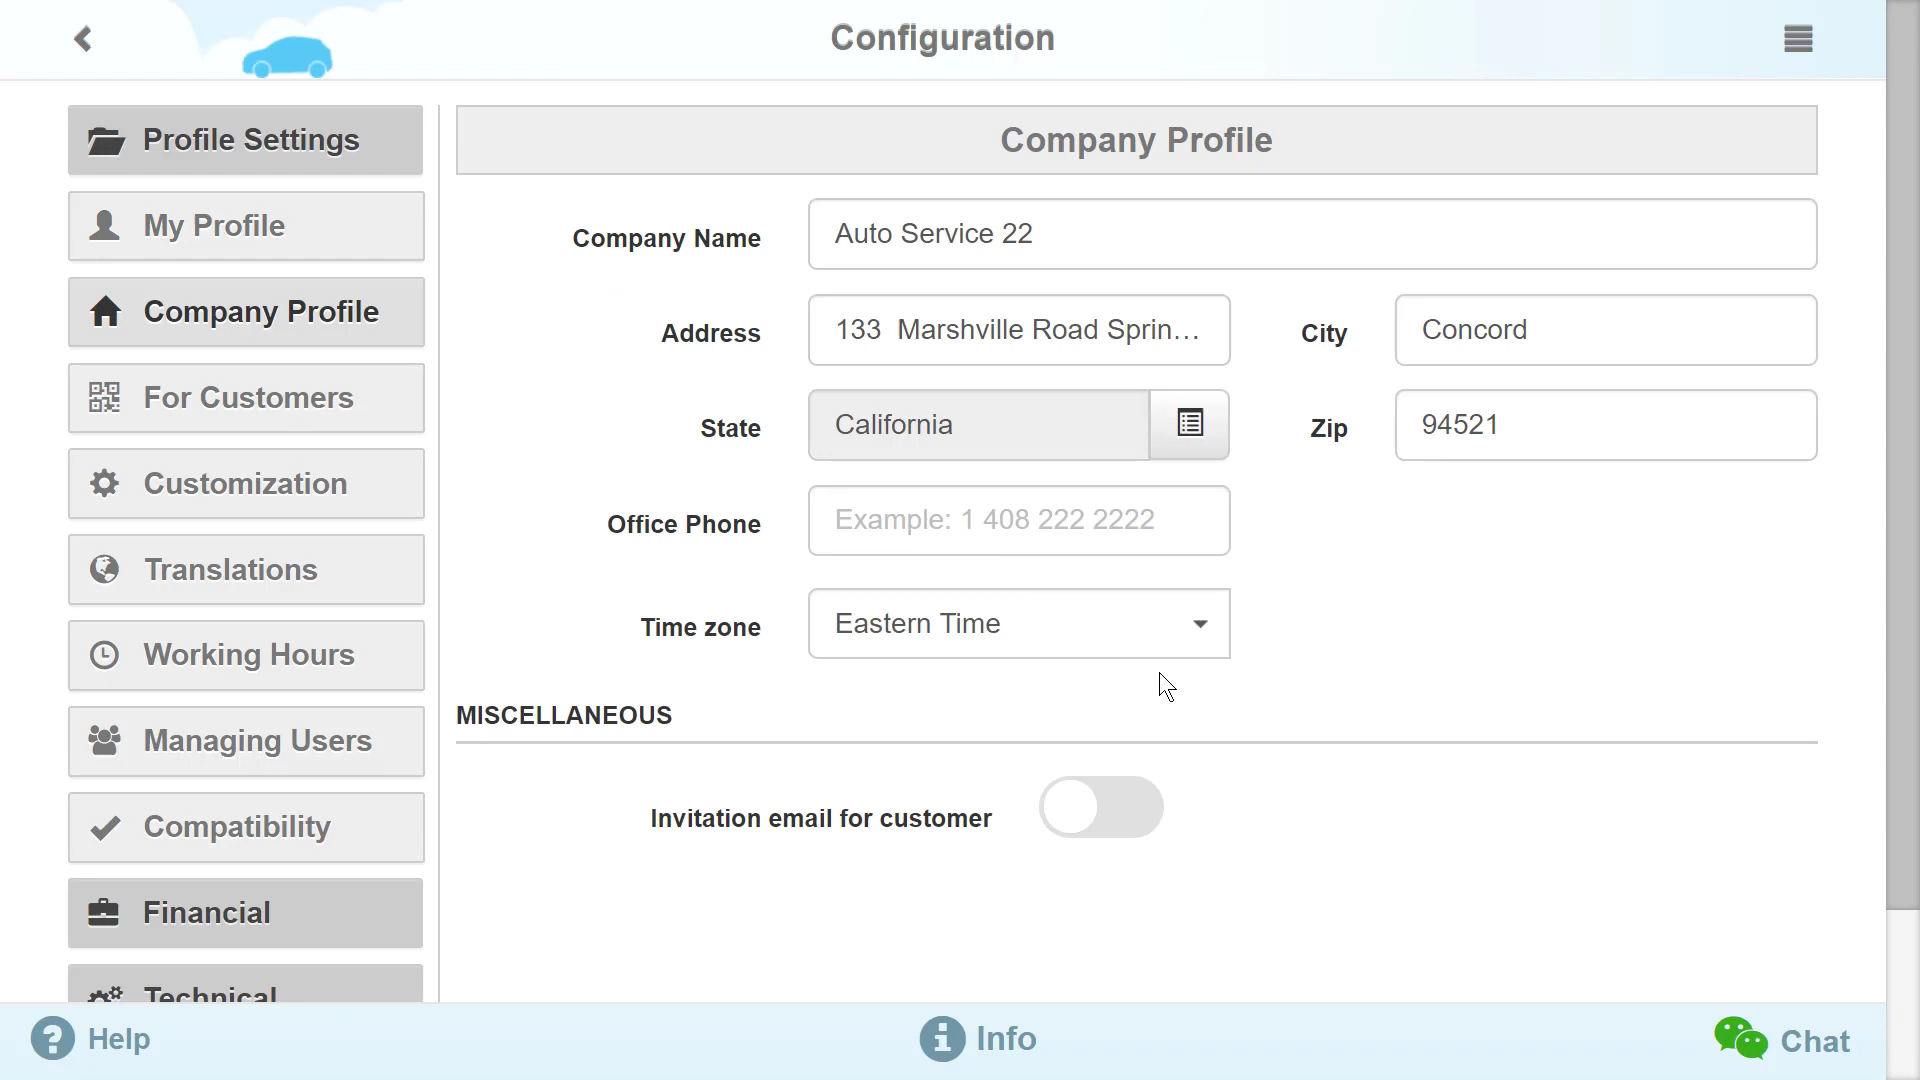 Configuration
Profile Settings
My Profile
Company Profile
For Customers
Customization
Translations
Working Hours
Managing Users
Compatibility
Financial
Technical
Company Profile
Company Name Auto Service 22
Address 133 Marshville Road Sprin... City Concord
State California Zip 94521
Office Phone Example: 1 408 222 2222
Time zone Eastern Time
MISCELLANEOUS
Invitation email for customer
Help Info Chat